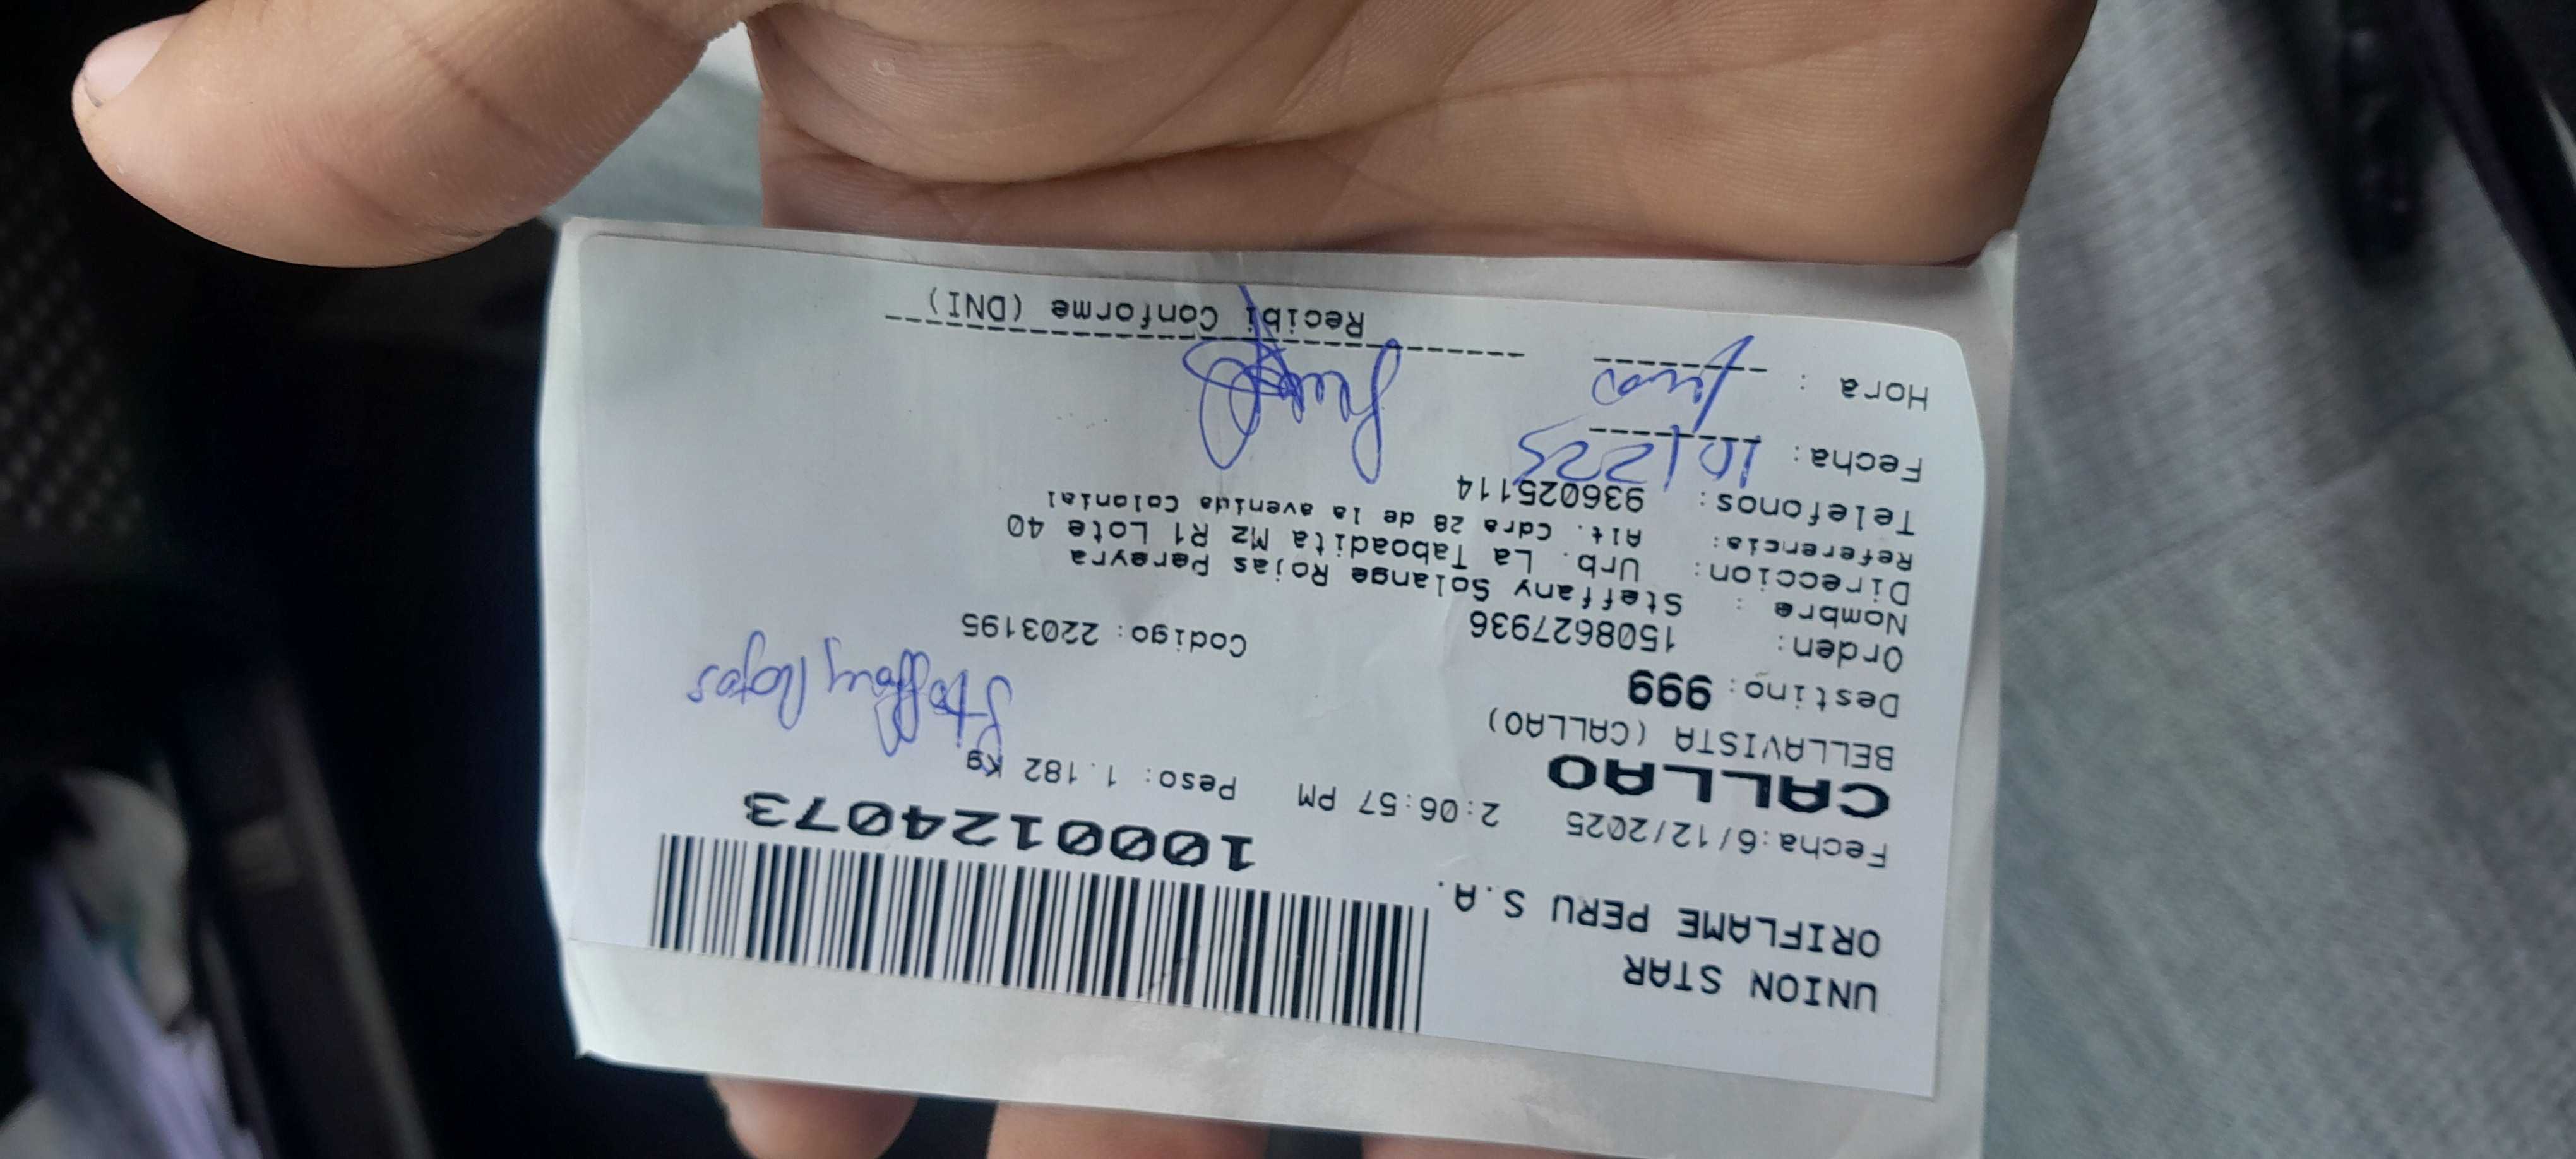 UNION STAR
ORIFLAME PERU S.A.
1000124073
Fecha:6/12/2025 2:06:57 PM Peso: 1.182 Kg
CALLAO
BELLAVISTA (CALLAO)
Steffany Rojas
Destino: 999
Orden: 1508627936 Codigo: 2203195
Nombre : Steffany Solange Rojas Pereyra
Direccion: Urb. La Taboadita Mz R1 Lote 40
Referencia: Alt. Cdra 28 de la avenida Colonial
Telefonos: 936025114
Fecha: 10/12/25
Hora :
Recibi Conforme (DNI)